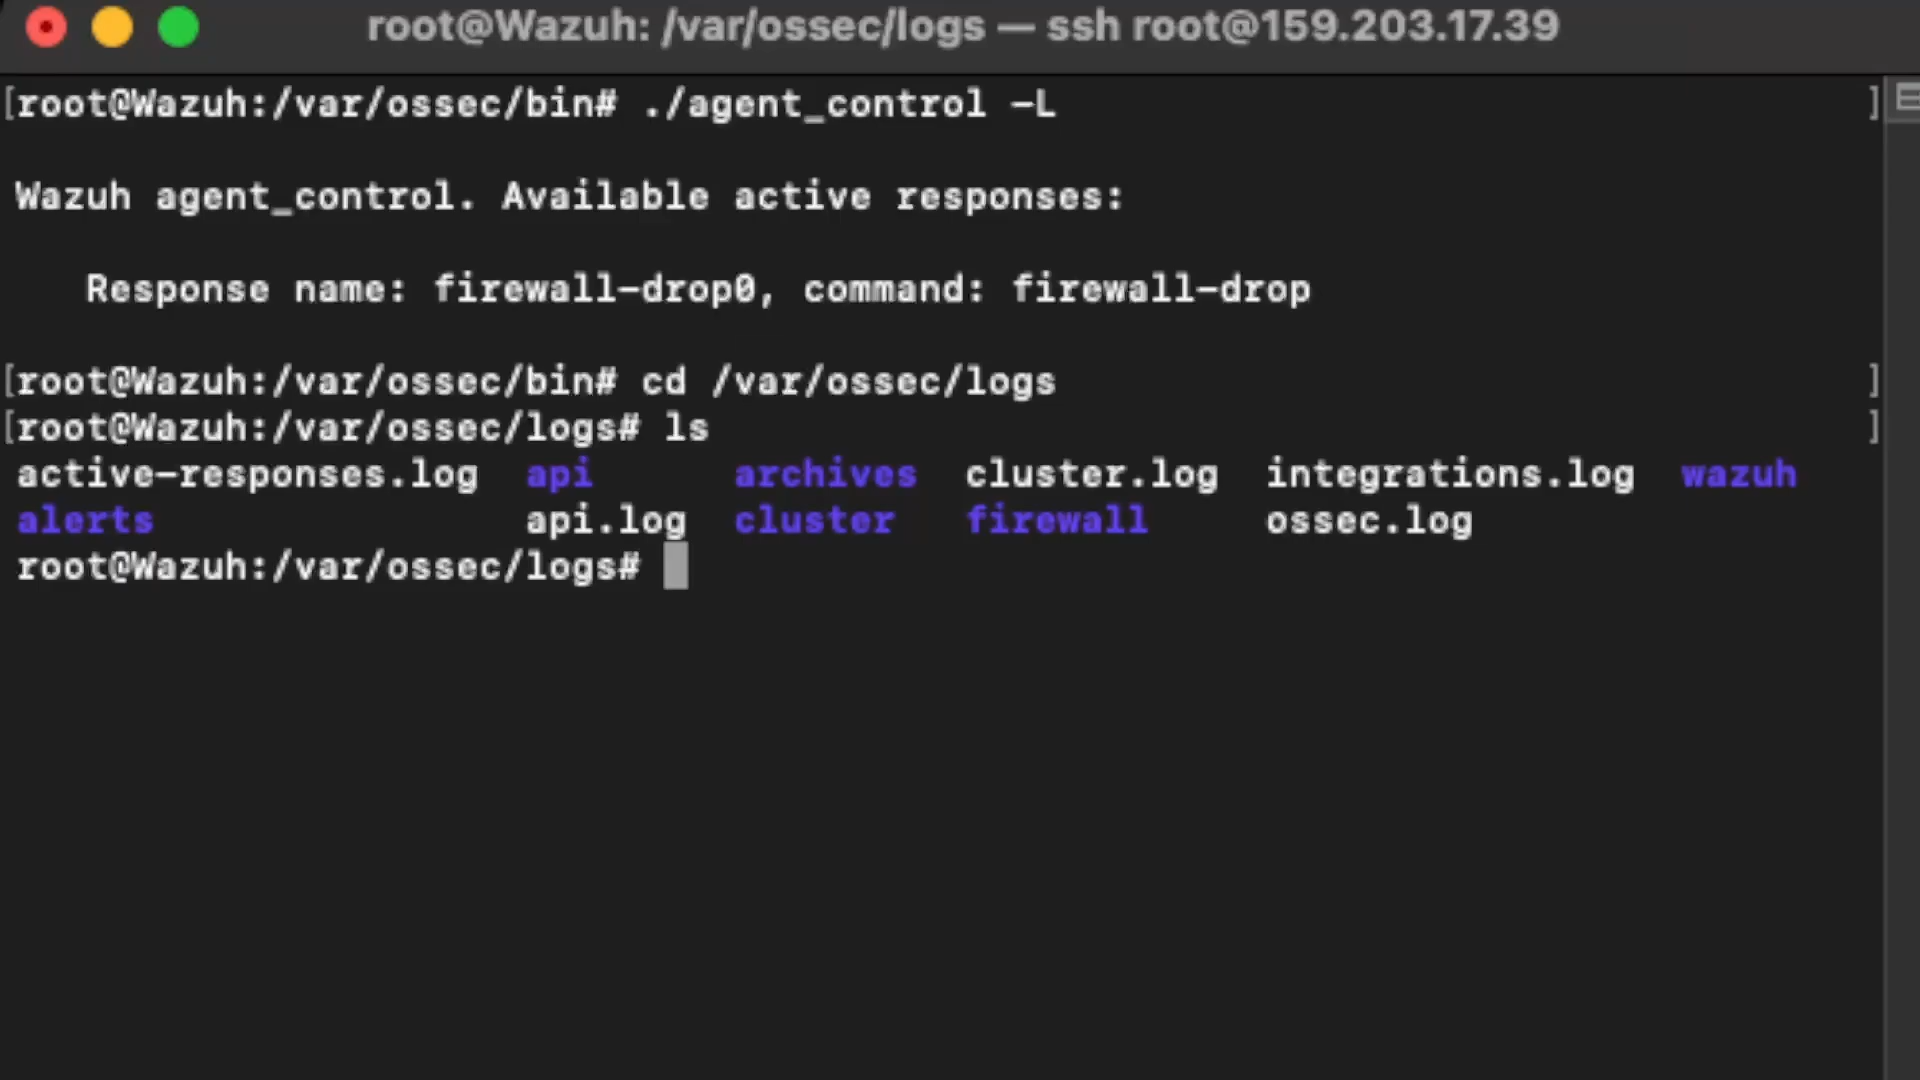 root@Wazuh: /var/ossec/logs — ssh root@159.203.17.39
[root@Wazuh:/var/ossec/bin# ./agent_control -L ]
Wazuh agent_control. Available active responses:
Response name: firewall-drop0, command: firewall-drop
[root@Wazuh:/var/ossec/bin# cd /var/ossec/logs ]
[root@Wazuh:/var/ossec/logs# ls ]
active-responses.log api archives cluster.log integrations.log wazuh
alerts api.log cluster firewall ossec.log
root@Wazuh:/var/ossec/logs#